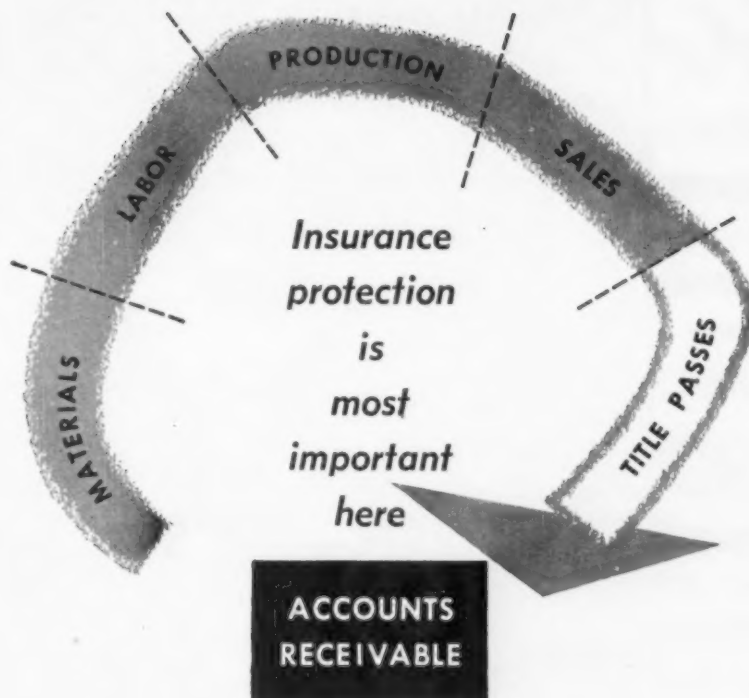 MATERIALS
LABOR
PRODUCTION
SALES
TITLE PASSES
Insurance
protection
is
most
important
here
ACCOUNTS
RECEIVABLE